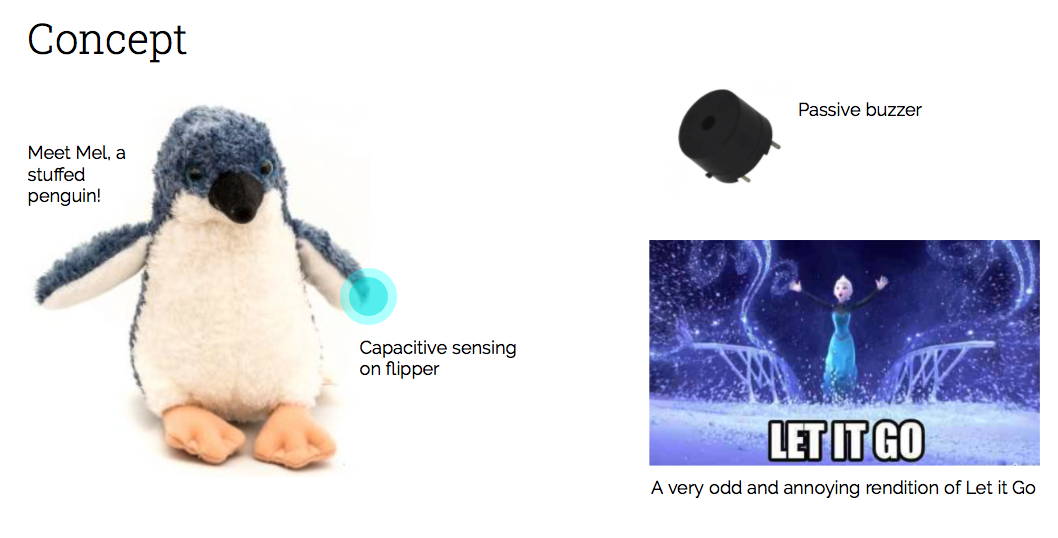 Concept
Meet Mel, a
stuffed
penguin!
Capacitive sensing
on flipper
Passive buzzer
LET IT GO
A very odd and annoying rendition of Let it Go